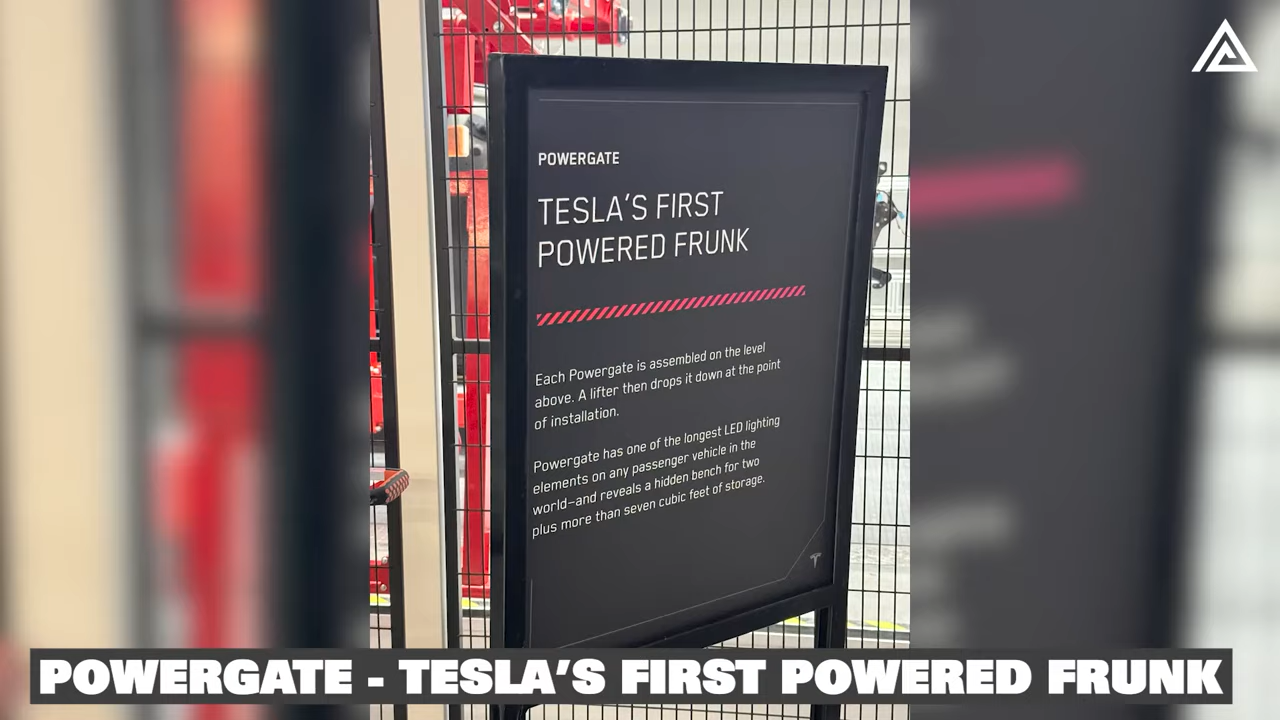 POWERGATE
TESLA'S FIRST
POWERED FRUNK
Each Powergate is assembled on the level
above. A lifter then drops it down at the point
of installation.
Powergate has one of the longest LED lighting
elements on any passenger vehicle in the
world—and reveals a hidden bench for two
plus more than seven cubic feet of storage.
POWERGATE - TESLA'S FIRST POWERED FRUNK